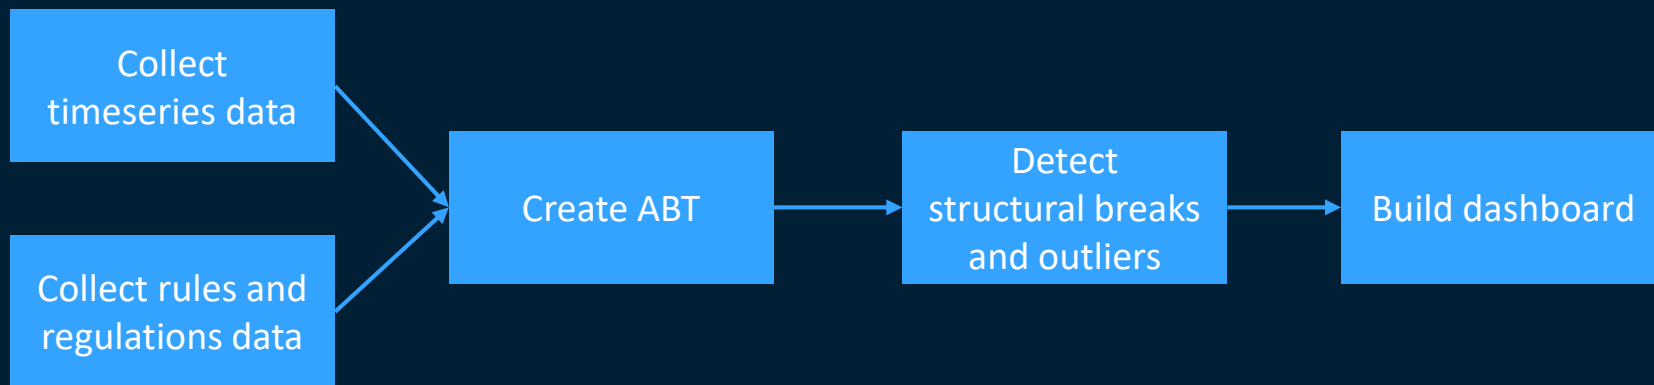 Collect
timeseries data
Collect rules and
regulations data
Create ABT
Detect
structural breaks
and outliers
Build dashboard